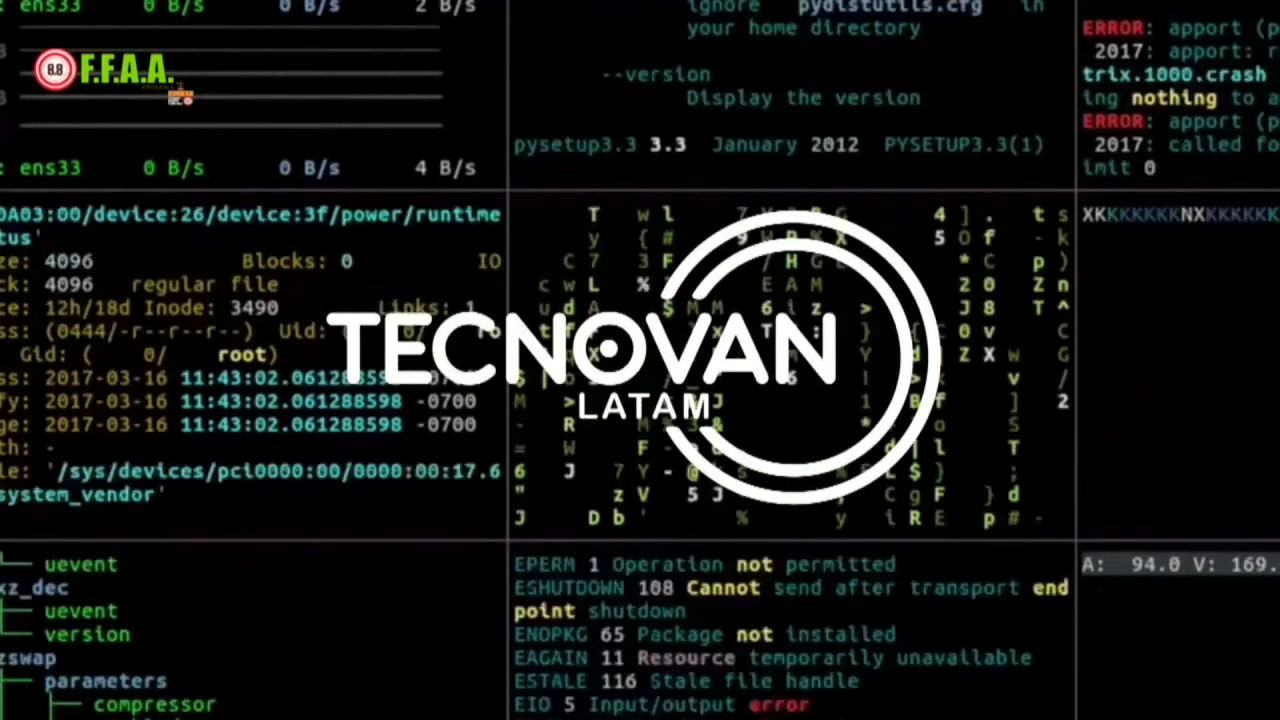 ens33 0 B/s 0 B/s 2 B/s
8.8 F.F.A.A.
: ens33 0 B/s 0 B/s 4 B/s
ignore pydistutils.cfg in
your home directory
--version
Display the version
pysetup3.3 3.3 January 2012 PYSETUP3.3(1)
ERROR: apport (p
2017: apport: r
trix.1000.crash
ing nothing to a
ERROR: apport (p
2017: called fo
imit 0
0A03:00/device:26/device:3f/power/runtime
tus'
ze: 4096 Blocks: 0 IO
ck: 4096 regular file
ce: 12h/18d Inode: 3490 Links: 1
ss: (0444/-r--r--r--) Uid:
Gid: ( 0/ root)
ss: 2017-03-16 11:43:02.061288598 -0700
fy: 2017-03-16 11:43:02.061288598 -0700
ge: 2017-03-16 11:43:02.061288598 -0700
th: -
le: '/sys/devices/pci0000:00/0000:00:17.6
system_vendor'
TECNOVAN
LATAM
XKKKKKKKNXKKKKKK
uevent
xz_dec
uevent
version
zswap
parameters
compressor
EPERM 1 Operation not permitted
ESHUTDOWN 108 Cannot send after transport end
point shutdown
ENOPKG 65 Package not installed
EAGAIN 11 Resource temporarily unavailable
ESTALE 116 Stale file handle
EIO 5 Input/output error
A: 94.0 V: 169.